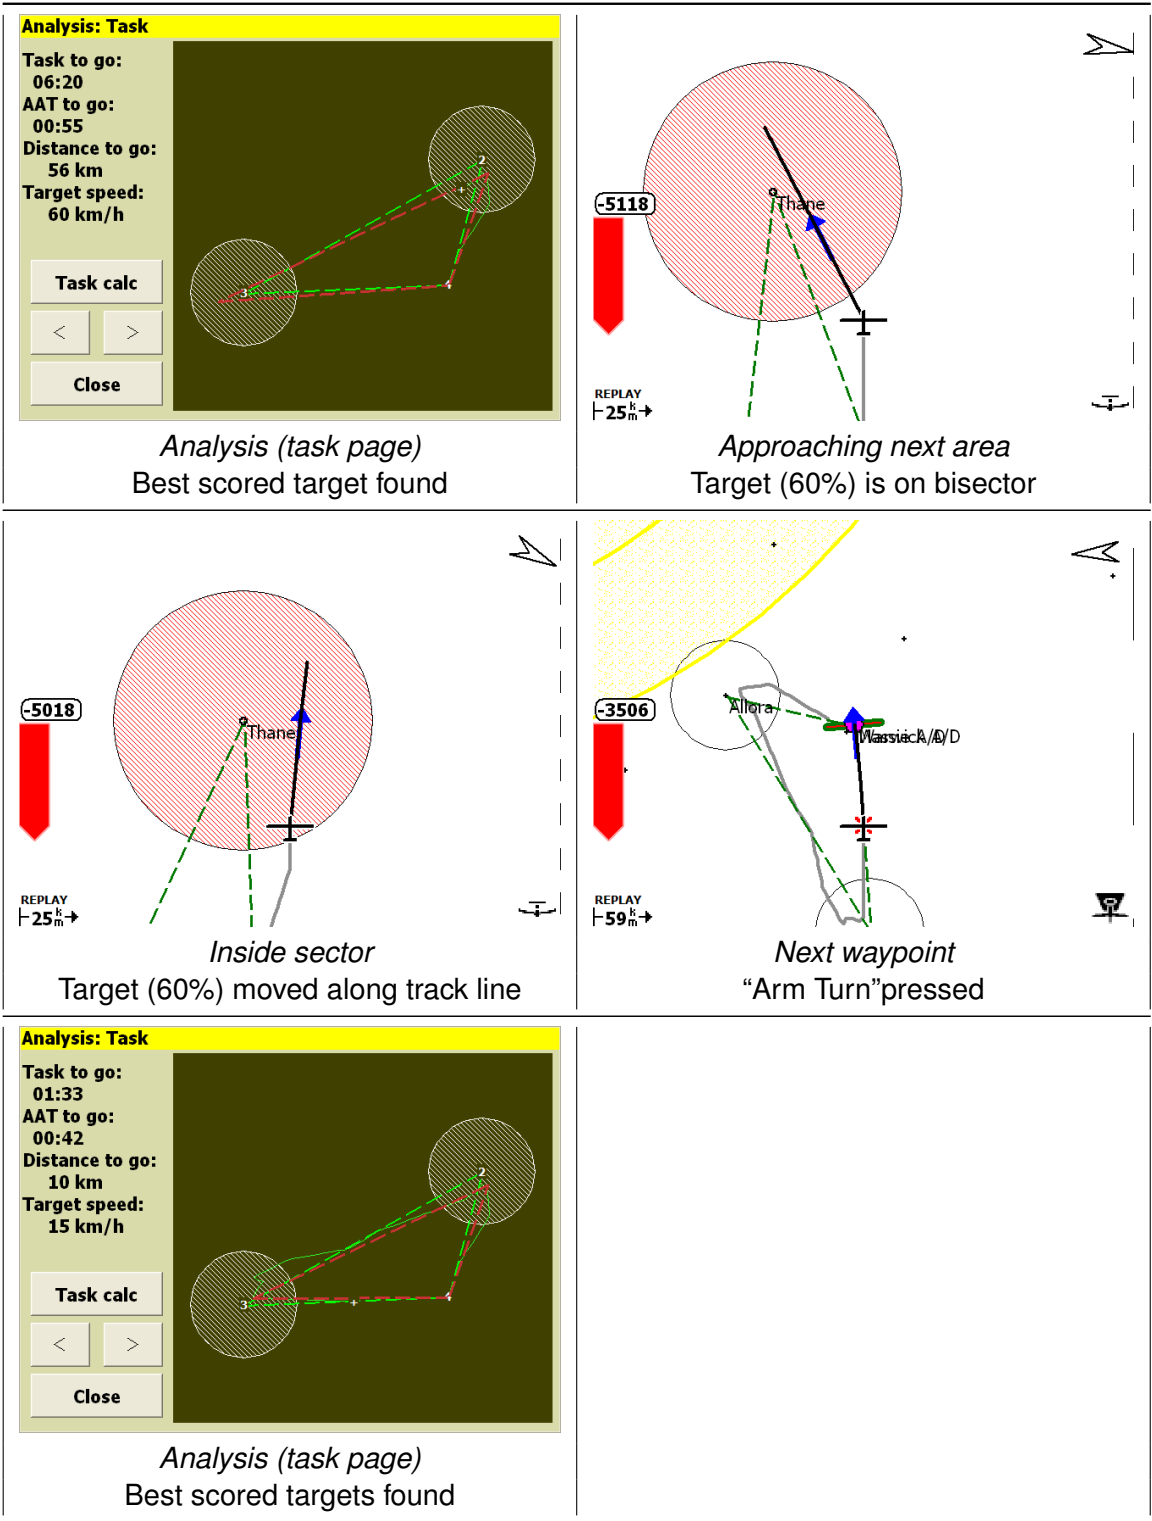 Analysis: Task
Task to go:
06:20
AAT to go:
00:55
Distance to go:
56 km
Target speed:
60 km/h
Task calc
< >
Close
2
3
4
Analysis (task page)
Best scored target found
-5118
Thane
REPLAY
25 km
Approaching next area
Target (60%) is on bisector
-5018
Thane
REPLAY
25 km
Inside sector
Target (60%) moved along track line
-3506
Allora
A/D
REPLAY
59 km
Next waypoint
“Arm Turn”pressed
Analysis: Task
Task to go:
01:33
AAT to go:
00:42
Distance to go:
10 km
Target speed:
15 km/h
Task calc
< >
Close
2
3
Analysis (task page)
Best scored targets found